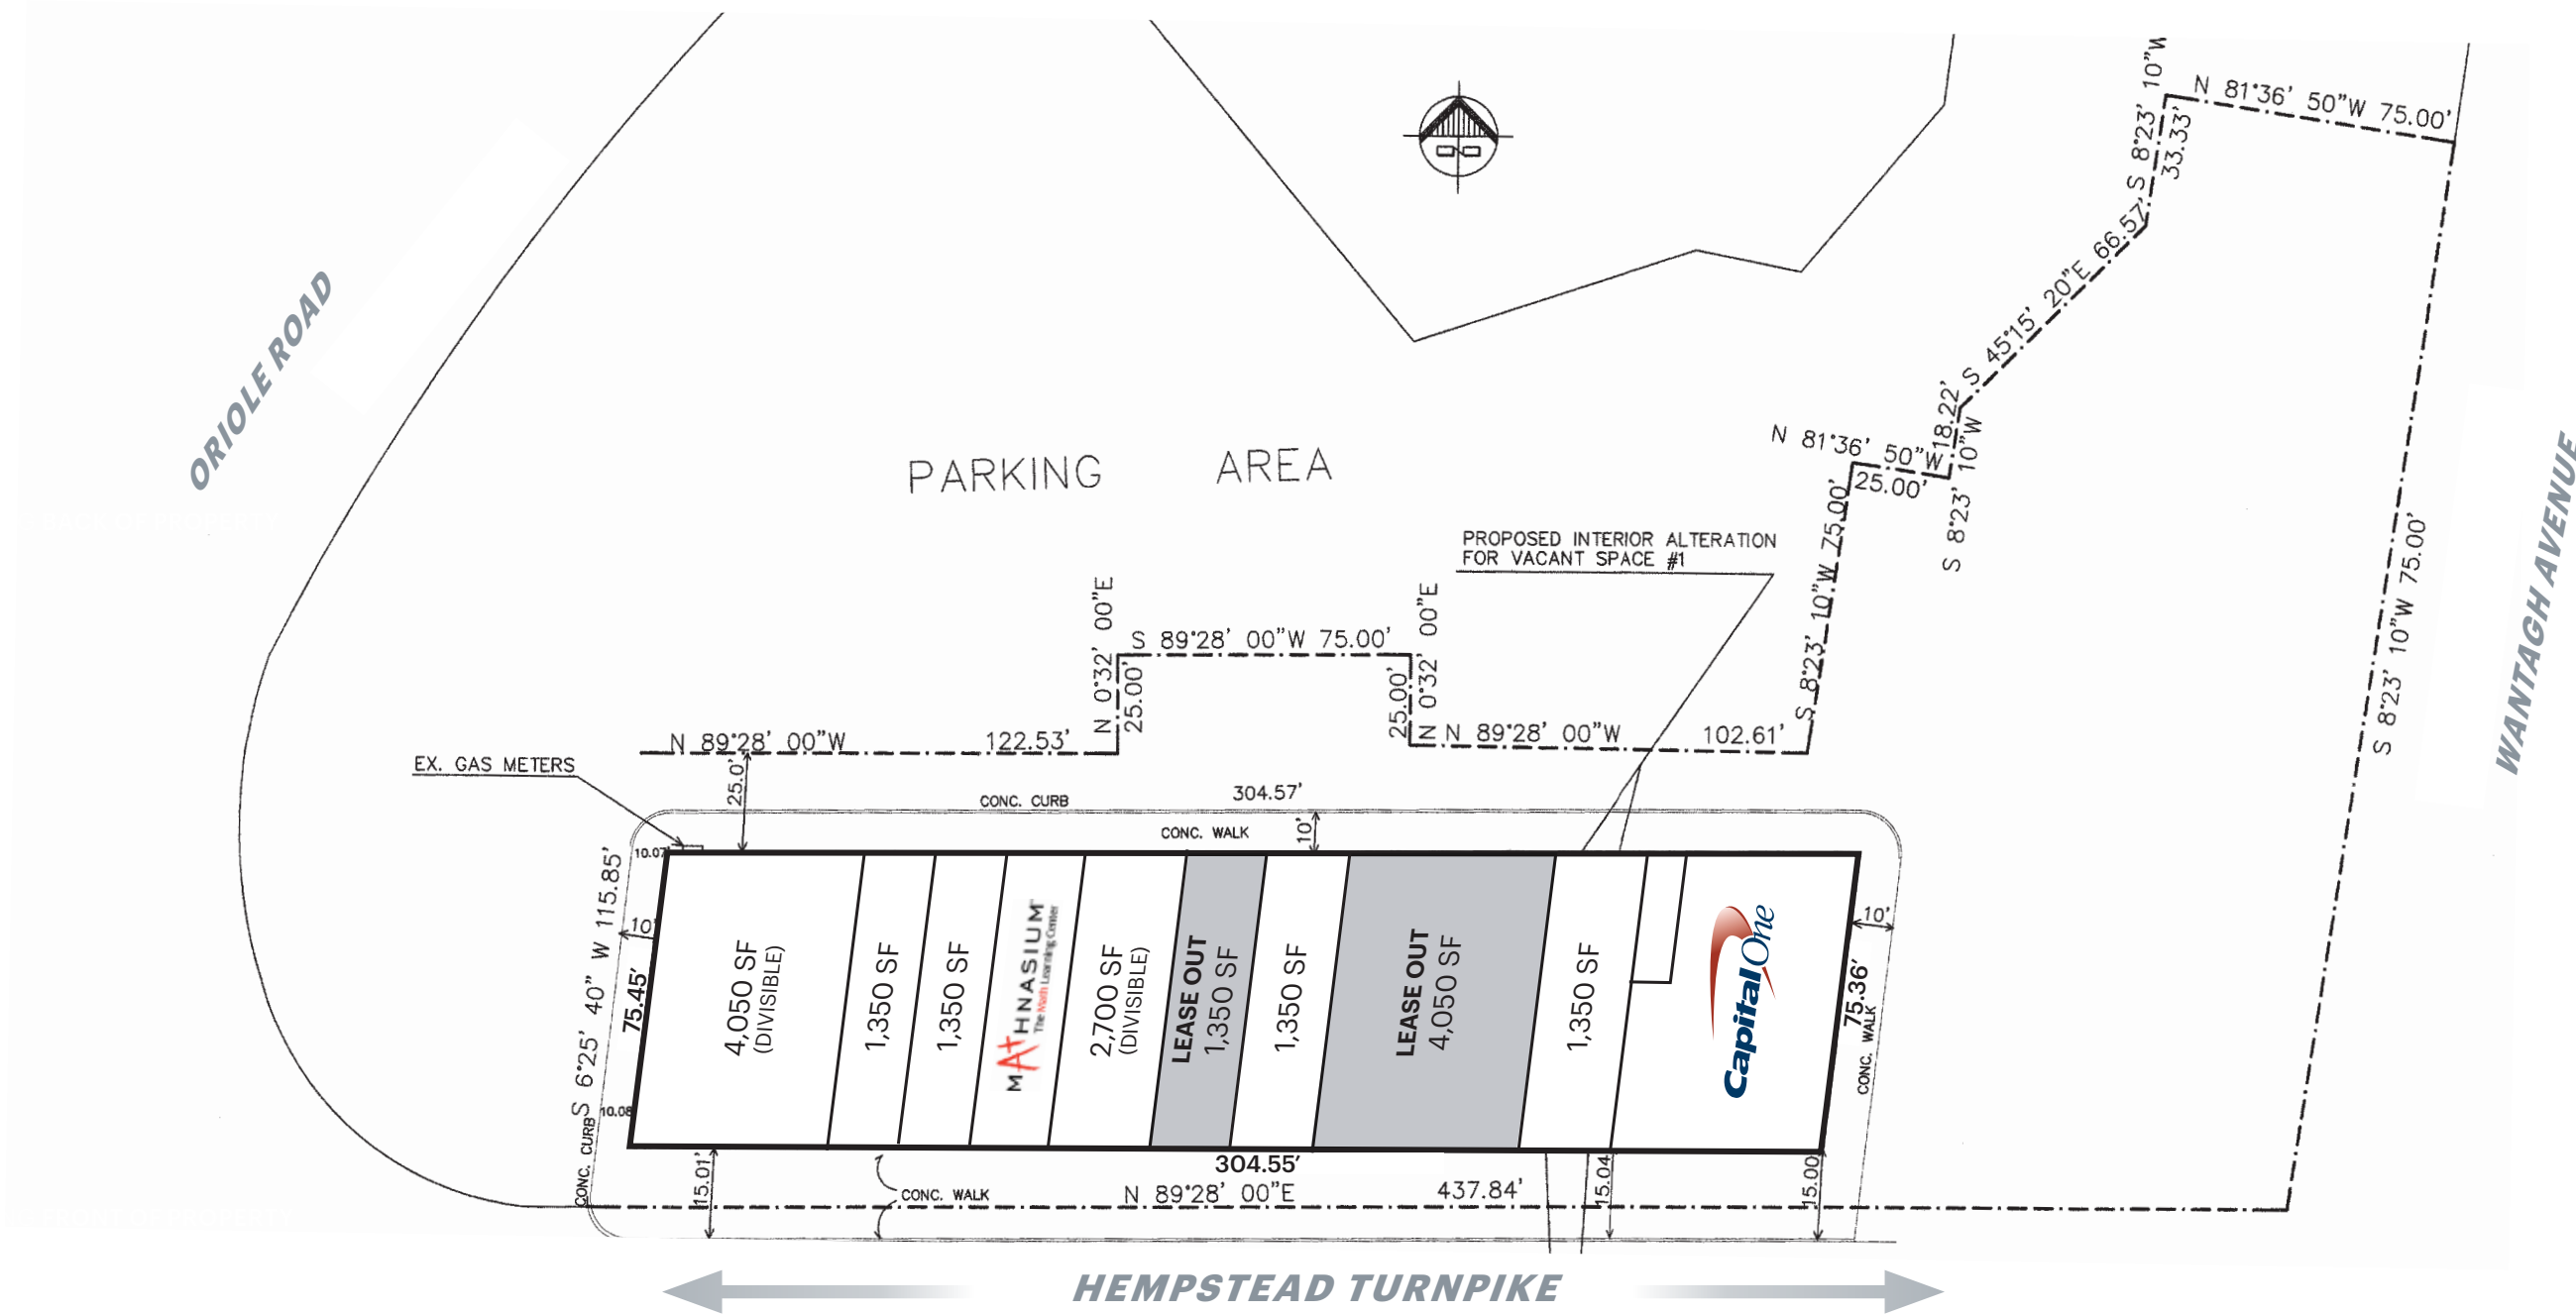 N 81°36' 50"W 75.00'
S 8°23' 10"W
33.33'
S 45°15' 20"E 66.57'
ORIOLE ROAD
18.22'
S 8°23' 10"W
N 81°36' 50"W
25.00'
PARKING AREA
WANTAGH AVENUE
S 8°23' 10"W 75.00'
S 8°23' 10"W 75.00'
PROPOSED INTERIOR ALTERATION
FOR VACANT SPACE #1
N 0°32' 00"E
25.00'
S 89°28' 00"W 75.00'
25.00'
N 0°32' 00"E
N 89°28' 00"W 122.53'
N 89°28' 00"W 102.61'
EX. GAS METERS
25.0'
CONC. CURB
304.57'
CONC. WALK
10'
10.07'
S 6°25' 40" W 115.85'
10'
75.45'
10.08
CONC. CURB
4,050 SF
(DIVISIBLE)
1,350 SF
1,350 SF
MATHNASIUM™
The Math Learning Center
2,700 SF
(DIVISIBLE)
LEASE OUT
1,350 SF
1,350 SF
LEASE OUT
4,050 SF
1,350 SF
CapitalOne
10'
75.36'
CONC. WALK
15.01'
CONC. WALK
304.55'
N 89°28' 00"E 437.84'
15.04
15.00'
HEMPSTEAD TURNPIKE